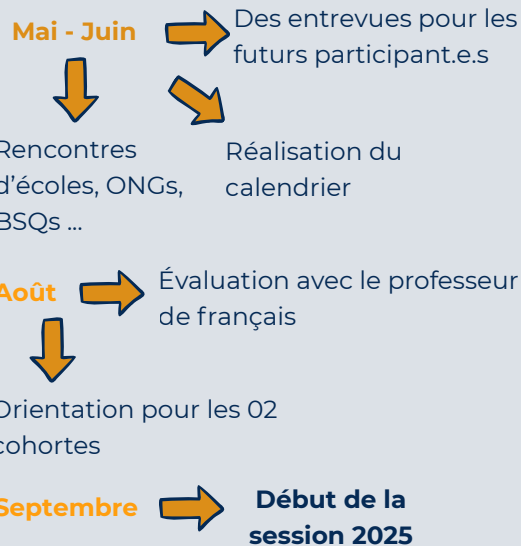 Mai - Juin
Des entrevues pour les
futurs participant.e.s
Rencontres
d'écoles, ONGs,
BSQs ...
Réalisation du
calendrier
Août
Évaluation avec le professeur
de français
Orientation pour les 02
cohortes
Septembre
Début de la
session 2025